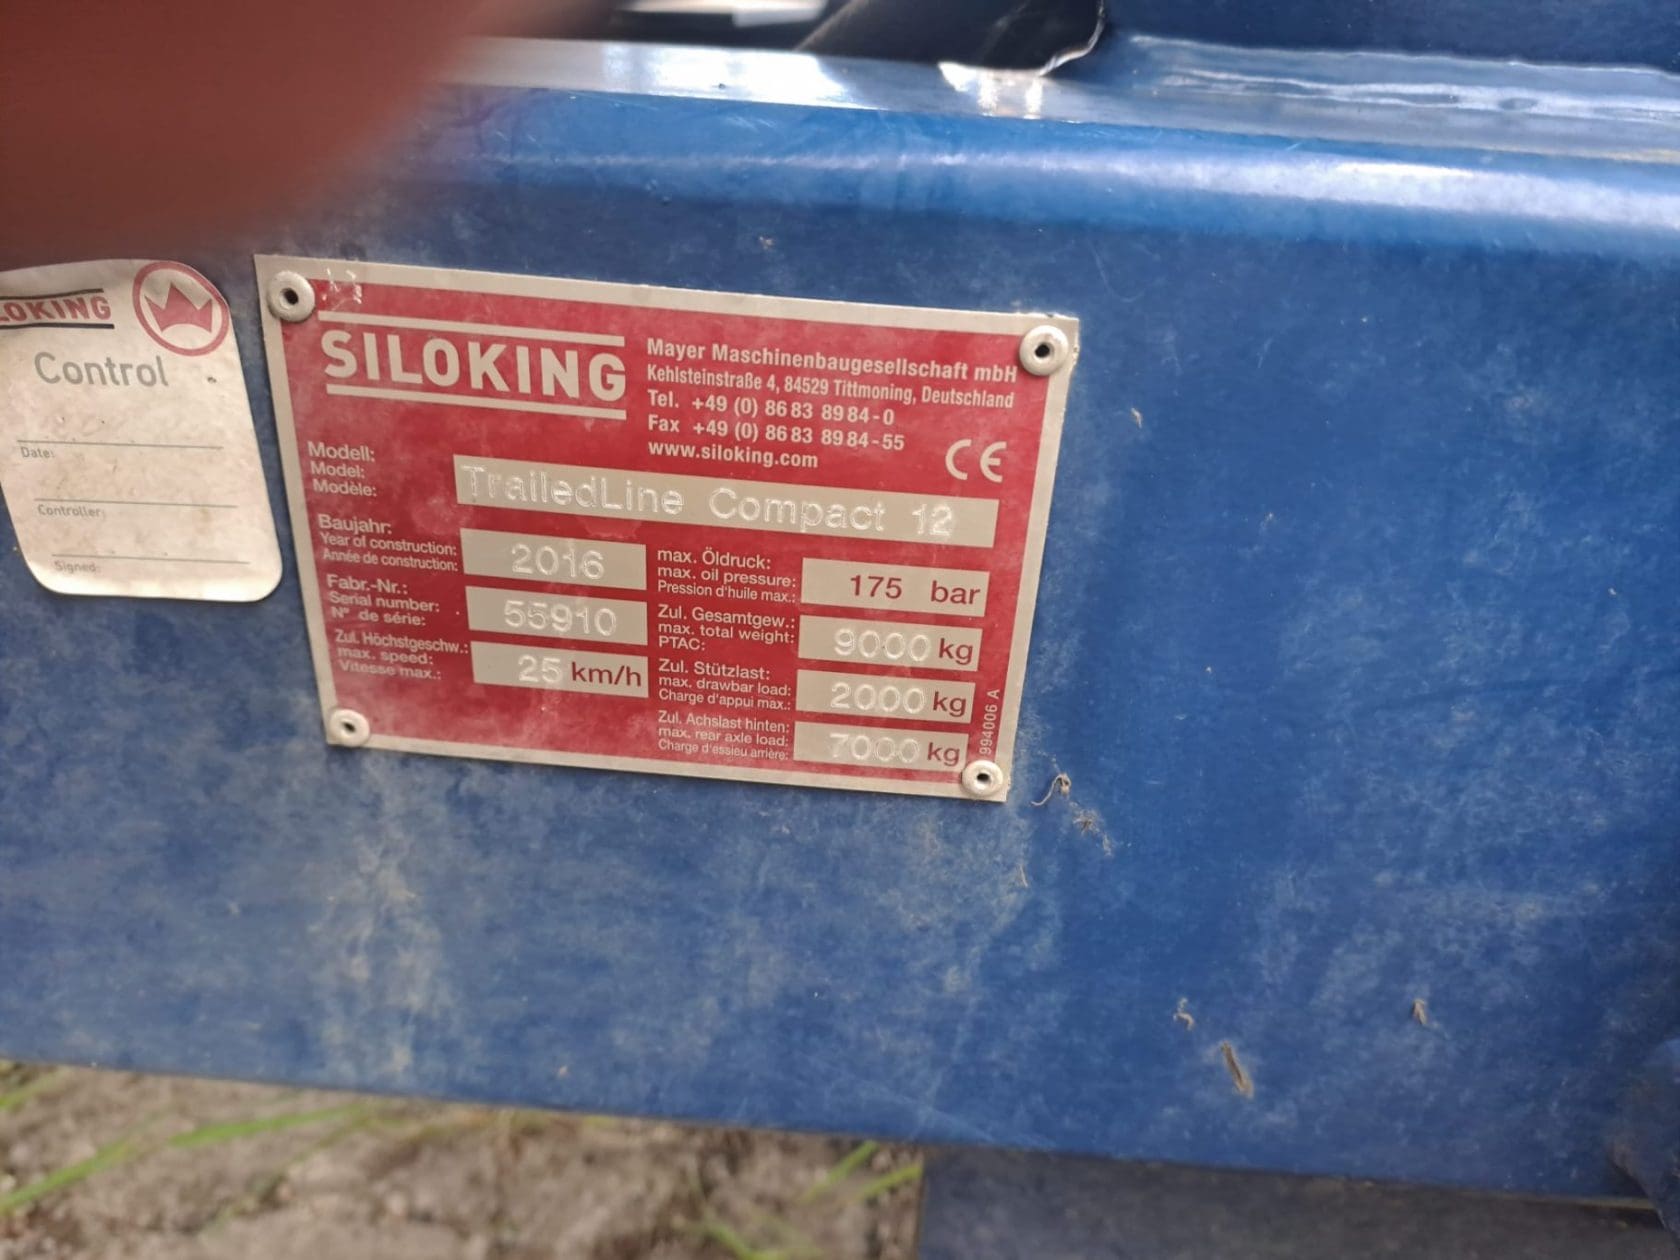 LOKING
Control
Date:
Controller:
Signed:
SILOKING
Mayer Maschinenbaugesellschaft mbH
Kehlsteinstraße 4, 84529 Tittmoning, Deutschland
Tel. +49 (0) 86 83 89 84-0
Fax +49 (0) 86 83 89 84-55
www.siloking.com
CE
Modell:
Model:
Modèle:
TrailedLine Compact 12
Baujahr:
Year of construction:
Année de construction:
2016
Fabr.-Nr.:
Serial number:
N° de série:
55910
Zul. Höchstgeschw.:
max. speed:
Vitesse max.:
25 km/h
max. Öldruck:
max. oil pressure:
Pression d'huile max.:
175 bar
Zul. Gesamtgew.:
max. total weight:
PTAC:
9000 kg
Zul. Stützlast:
max. drawbar load:
Charge d'appui max.:
2000 kg
Zul. Achslast hinten:
max. rear axle load:
Charge d'essieu arrière:
7000 kg
994006 A